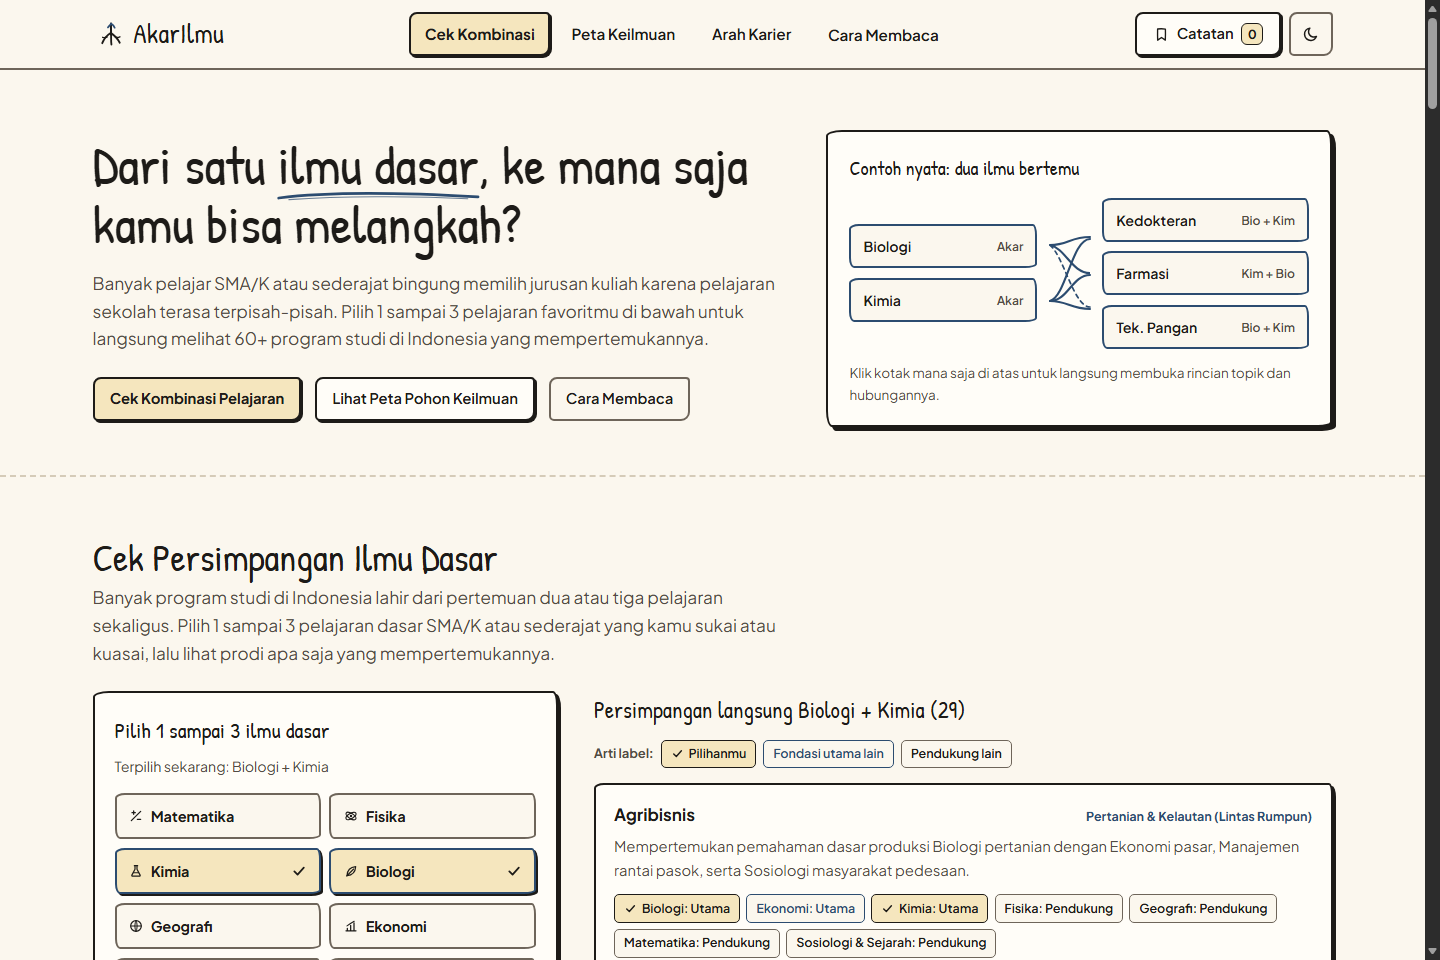 AkarIlmu
Cek Kombinasi
Peta Keilmuan
Arah Karier
Cara Membaca
Catatan 0
Dari satu ilmu dasar, ke mana saja
kamu bisa melangkah?
Banyak pelajar SMA/K atau sederajat bingung memilih jurusan kuliah karena pelajaran
sekolah terasa terpisah-pisah. Pilih 1 sampai 3 pelajaran favoritmu di bawah untuk
langsung melihat 60+ program studi di Indonesia yang mempertemukannya.
Cek Kombinasi Pelajaran
Lihat Peta Pohon Keilmuan
Cara Membaca
Contoh nyata: dua ilmu bertemu
Biologi Akar
Kimia Akar
Kedokteran Bio + Kim
Farmasi Kim + Bio
Tek. Pangan Bio + Kim
Klik kotak mana saja di atas untuk langsung membuka rincian topik dan
hubungannya.
Cek Persimpangan Ilmu Dasar
Banyak program studi di Indonesia lahir dari pertemuan dua atau tiga pelajaran
sekaligus. Pilih 1 sampai 3 pelajaran dasar SMA/K atau sederajat yang kamu sukai atau
kuasai, lalu lihat prodi apa saja yang mempertemukannya.
Pilih 1 sampai 3 ilmu dasar
Terpilih sekarang: Biologi + Kimia
Matematika
Fisika
Kimia
Biologi
Geografi
Ekonomi
Persimpangan langsung Biologi + Kimia (29)
Arti label: Pilihanmu Fondasi utama lain Pendukung lain
Agribisnis
Pertanian & Kelautan (Lintas Rumpun)
Mempertemukan pemahaman dasar produksi Biologi pertanian dengan Ekonomi pasar, Manajemen
rantai pasok, serta Sosiologi masyarakat pedesaan.
Biologi: Utama Ekonomi: Utama Kimia: Utama Fisika: Pendukung Geografi: Pendukung
Matematika: Pendukung Sosiologi & Sejarah: Pendukung